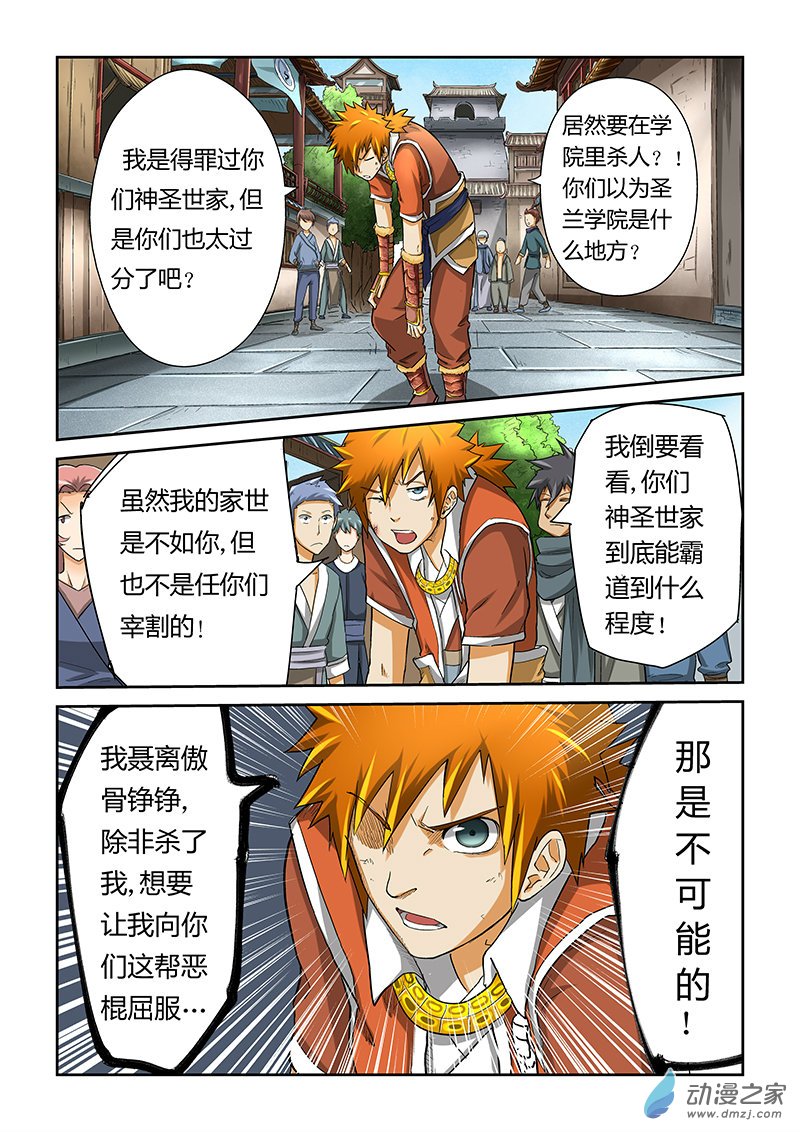 居然要在学
院里杀人？！
你们以为圣
兰学院是什
么地方？
我是得罪过你
们神圣世家,但
是你们也太过
分了吧？
我倒要看
看,你们
神圣世家
到底能霸
道到什么
程度！
虽然我的家世
是不如你,但
也不是任你们
宰割的！
我聂离傲
骨铮铮,
除非杀了
我,想要
让我向你
们这帮恶
棍屈服…
那是不可能的！
动漫之家
www.dmzj.com